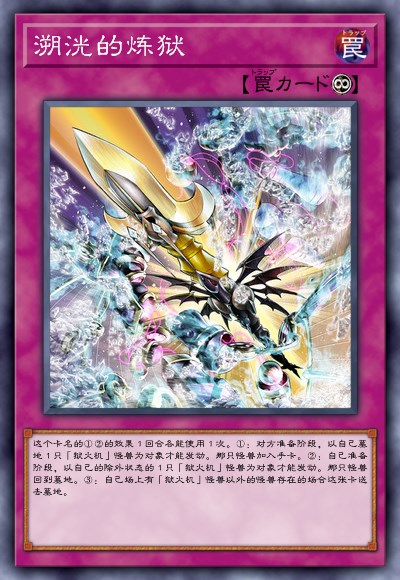 溯洸的炼狱
トラップ
罠
トラップ
【罠カード】
这个卡名的①②的效果1回合各能使用1次。①：对方准备阶段，以自己墓
地1只「狱火机」怪兽为对象才能发动。那只怪兽加入手卡。②：自己准备
阶段，以自己的除外状态的1只「狱火机」怪兽为对象才能发动。那只怪兽
回到墓地。③：自己场上有「狱火机」怪兽以外的怪兽存在的场合这张卡送
去墓地。